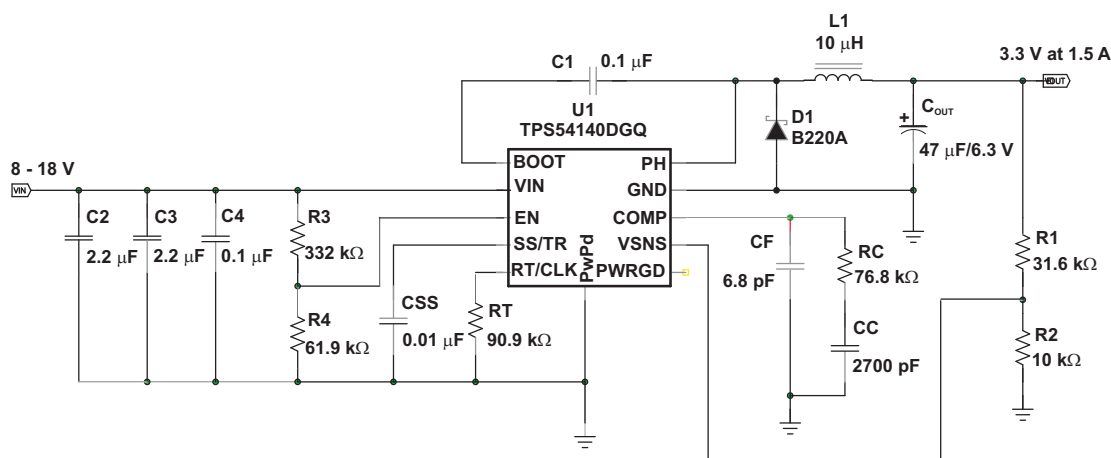 L1
10 μH
3.3 V at 1.5 A
C1
0.1 μF
U1
TPS54140DGQ
D1
B220A
C_OUT
+
47 μF/6.3 V
8 - 18 V
VIN
BOOT
VIN
EN
SS/TR
RT/CLK
PwPd
PH
GND
COMP
VSNS
PWRGD
C2
2.2 μF
C3
2.2 μF
C4
0.1 μF
R3
332 kΩ
R4
61.9 kΩ
CSS
0.01 μF
RT
90.9 kΩ
CF
6.8 pF
RC
76.8 kΩ
CC
2700 pF
R1
31.6 kΩ
R2
10 kΩ